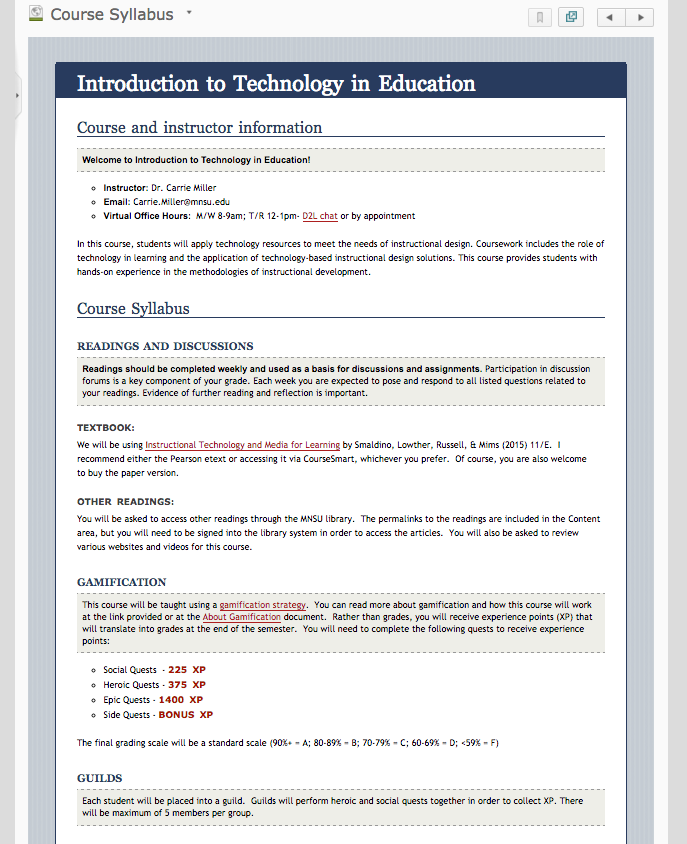 Course Syllabus
Introduction to Technology in Education
Course and instructor information
Welcome to Introduction to Technology in Education!
Instructor: Dr. Carrie Miller
Email: Carrie.Miller@mnsu.edu
Virtual Office Hours: M/W 8-9am; T/R 12-1pm- D2L chat or by appointment
In this course, students will apply technology resources to meet the needs of instructional design. Coursework includes the role of
technology in learning and the application of technology-based instructional design solutions. This course provides students with
hands-on experience in the methodologies of instructional development.
Course Syllabus
READINGS AND DISCUSSIONS
Readings should be completed weekly and used as a basis for discussions and assignments. Participation in discussion
forums is a key component of your grade. Each week you are expected to pose and respond to all listed questions related to
your readings. Evidence of further reading and reflection is important.
TEXTBOOK:
We will be using Instructional Technology and Media for Learning by Smaldino, Lowther, Russell, & Mims (2015) 11/E. I
recommend either the Pearson etext or accessing it via CourseSmart, whichever you prefer. Of course, you are also welcome
to buy the paper version.
OTHER READINGS:
You will be asked to access other readings through the MNSU library. The permalinks to the readings are included in the Content
area, but you will need to be signed into the library system in order to access the articles. You will also be asked to review
various websites and videos for this course.
GAMIFICATION
This course will be taught using a gamification strategy. You can read more about gamification and how this course will work
at the link provided or at the About Gamification document. Rather than grades, you will receive experience points (XP) that
will translate into grades at the end of the semester. You will need to complete the following quests to receive experience
points:
Social Quests - 225 XP
Heroic Quests - 375 XP
Epic Quests - 1400 XP
Side Quests - BONUS XP
The final grading scale will be a standard scale (90%+ = A; 80-89% = B; 70-79% = C; 60-69% = D; <59% = F)
GUILDS
Each student will be placed into a guild. Guilds will perform heroic and social quests together in order to collect XP. There
will be maximum of 5 members per group.